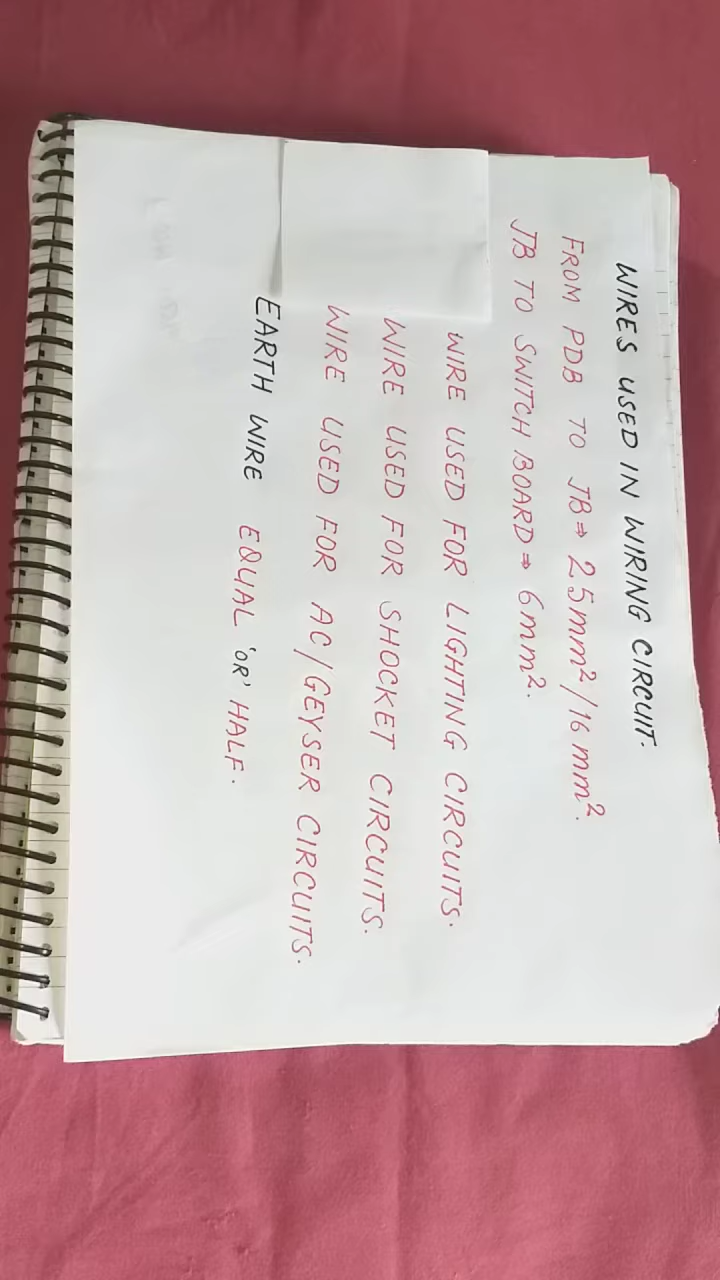 WIRES USED IN WIRING CIRCUIT.
FROM PDB TO JB⇒ 25mm²/16mm².
JB TO SWITCH BOARD⇒ 6mm².
WIRE USED FOR LIGHTING CIRCUITS.
WIRE USED FOR SHOCKET CIRCUITS.
WIRE USED FOR AC/GEYSER CIRCUITS.
EARTH WIRE EQUAL 'OR' HALF.